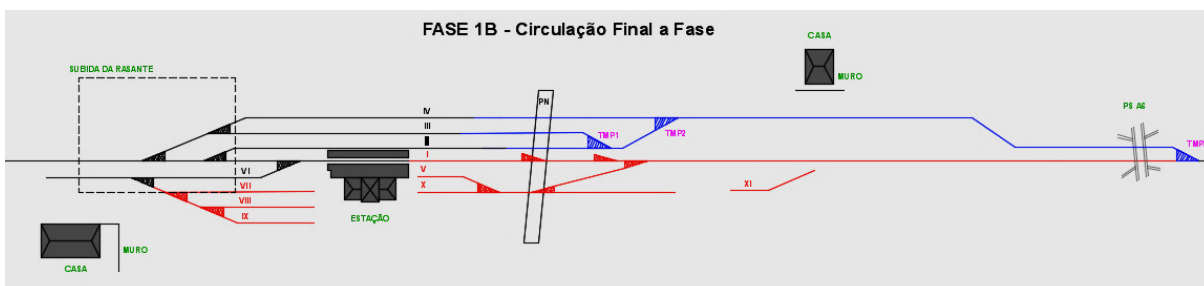 FASE 1B - Circulação Final a Fase
CASA
SUBIDA DA RASANTE
MURO
PN
PS A6
IV
III
TMP1
TMP2
TMP
I
VI
V
VII
X
XI
VIII
IX
ESTAÇÃO
MURO
CASA